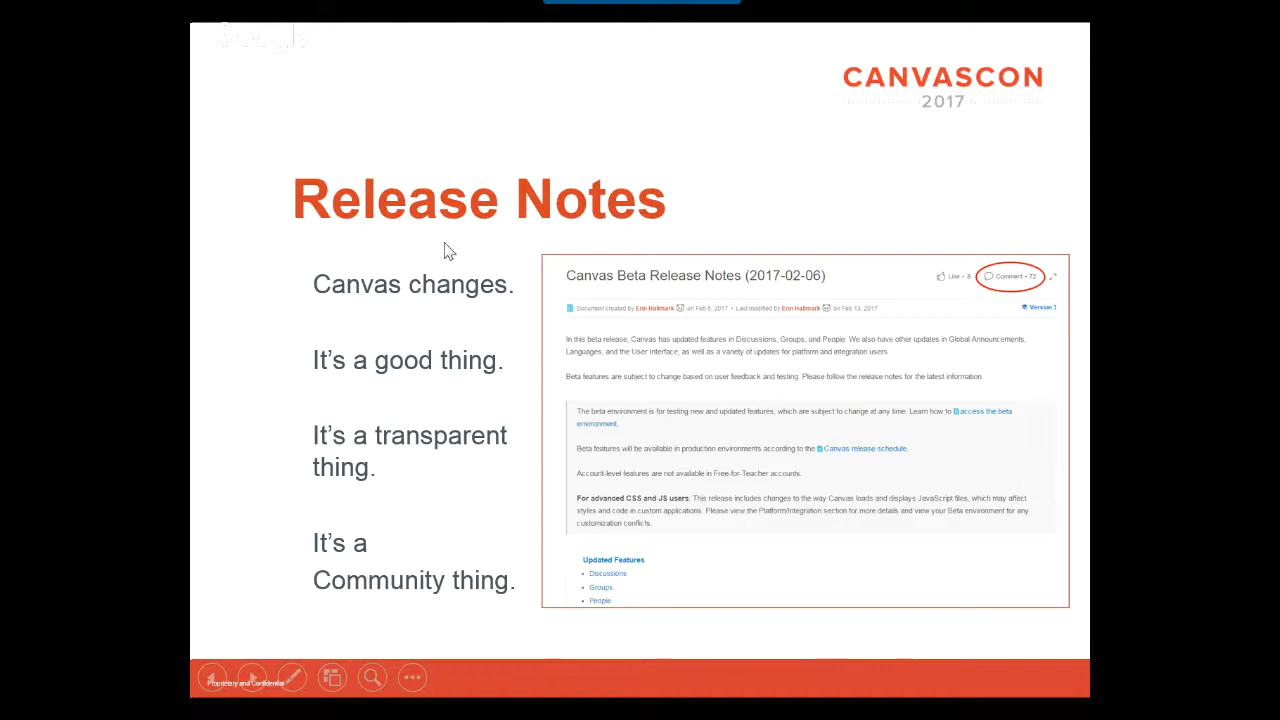 CANVASCON
2017
Release Notes
Canvas changes.
It's a good thing.
It's a transparent
thing.
It's a
Community thing.
Canvas Beta Release Notes (2017-02-06)
Like • 8
Comment • 72
Document created by Erin Hallmark on Feb 6, 2017 • Last modified by Erin Hallmark on Feb 13, 2017
Version 3
In this beta release, Canvas has updated features in Discussions, Groups, and People. We also have other updates in Global Announcements,
Languages, and the User Interface, as well as a variety of updates for platform and integration users
Beta features are subject to change based on user feedback and testing. Please follow the release notes for the latest information.
The beta environment is for testing new and updated features, which are subject to change at any time. Learn how to access the beta
environment.
Beta features will be available in production environments according to the Canvas release schedule.
Account-level features are not available in Free-for-Teacher accounts.
For advanced CSS and JS users: This release includes changes to the way Canvas loads and displays JavaScript files, which may affect
styles and code in custom applications. Please view the Platform/Integration section for more details and view your Beta environment for any
customization conflicts.
Updated Features
• Discussions
• Groups
• People
Proprietary and Confidential